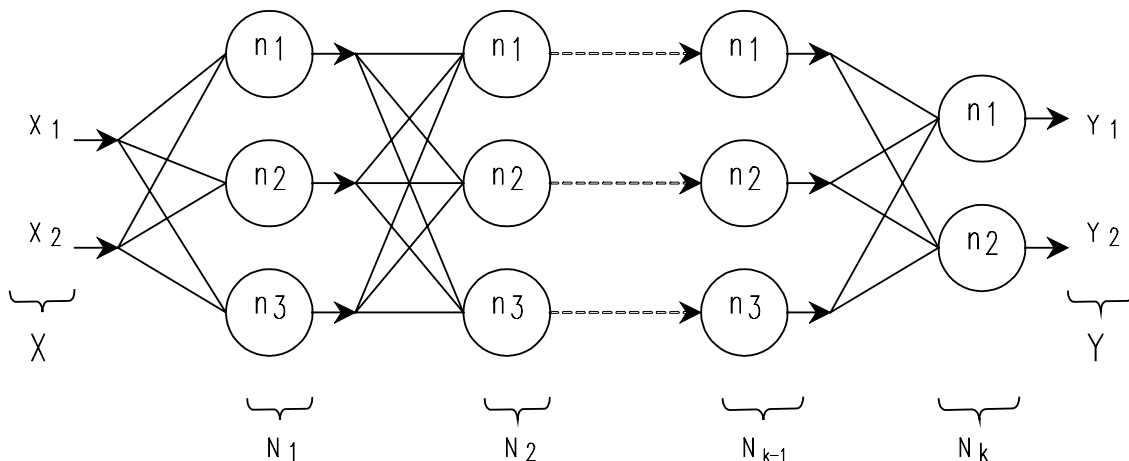 n1 n1 n1
x1 n1 y1
n2 n2 n2
x2 n2 y2
n3 n3 n3
X Y
N1 N2 Nk-1 Nk